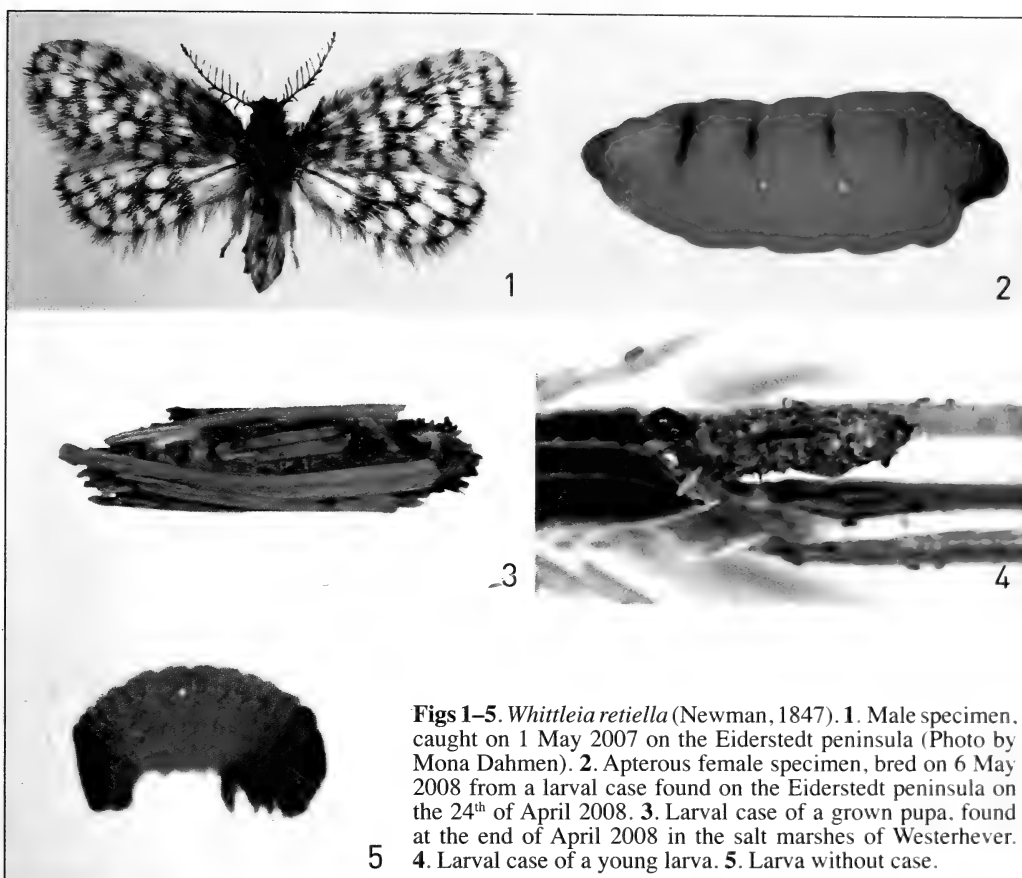 1
2
3
4
5
Figs 1–5. Whittleia retiella (Newman, 1847). 1. Male specimen,
caught on 1 May 2007 on the Eiderstedt peninsula (Photo by
Mona Dahmen). 2. Apterous female specimen, bred on 6 May
2008 from a larval case found on the Eiderstedt peninsula on
the 24th of April 2008. 3. Larval case of a grown pupa, found
at the end of April 2008 in the salt marshes of Westerhever.
4. Larval case of a young larva. 5. Larva without case.